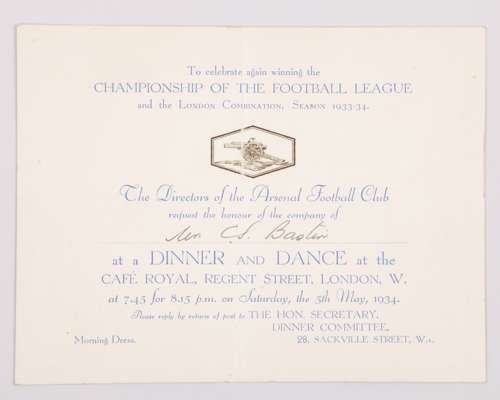 To celebrate again winning the
CHAMPIONSHIP OF THE FOOTBALL LEAGUE
and the LONDON COMBINATION, SEASON 1933-34.
The Directors of the Arsenal Football Club
request the honour of the company of
Mr. C. S. Bastin
at a DINNER AND DANCE at the
CAFÉ ROYAL, REGENT STREET, LONDON, W.
at 7.45 for 8.15 p.m. on Saturday, the 5th May, 1934.
Please reply by return of post to THE HON. SECRETARY,
DINNER COMMITTEE,
Morning Dress. 28, SACKVILLE STREET, W.1.